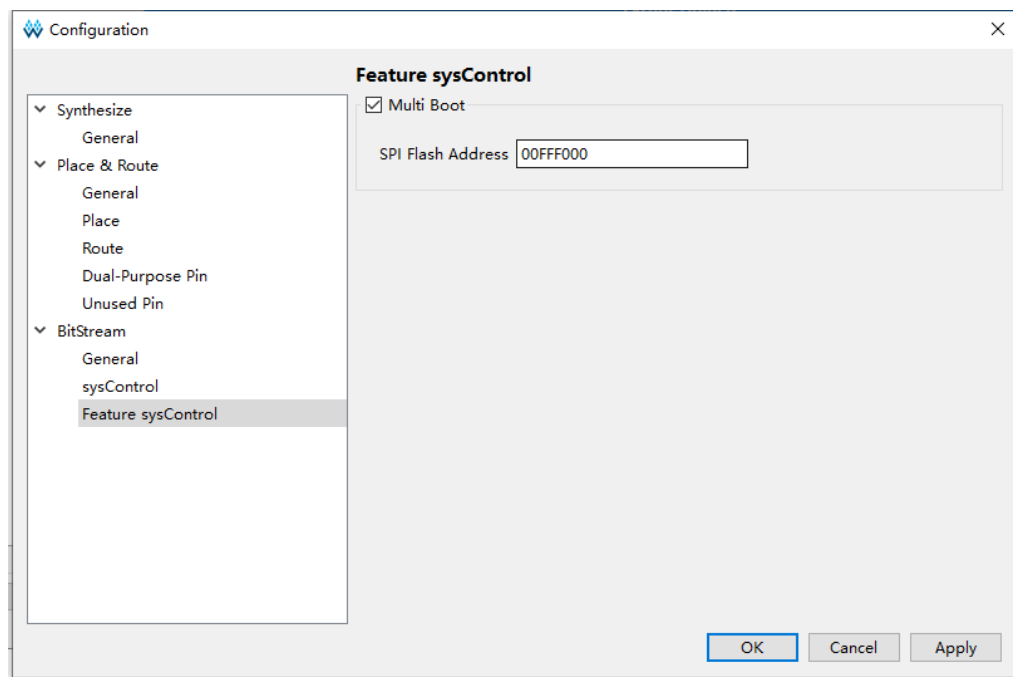 Configuration
Feature sysControl
Synthesize
General
Place & Route
General
Place
Route
Dual-Purpose Pin
Unused Pin
BitStream
General
sysControl
Feature sysControl
Multi Boot
SPI Flash Address 00FFF000
OK Cancel Apply